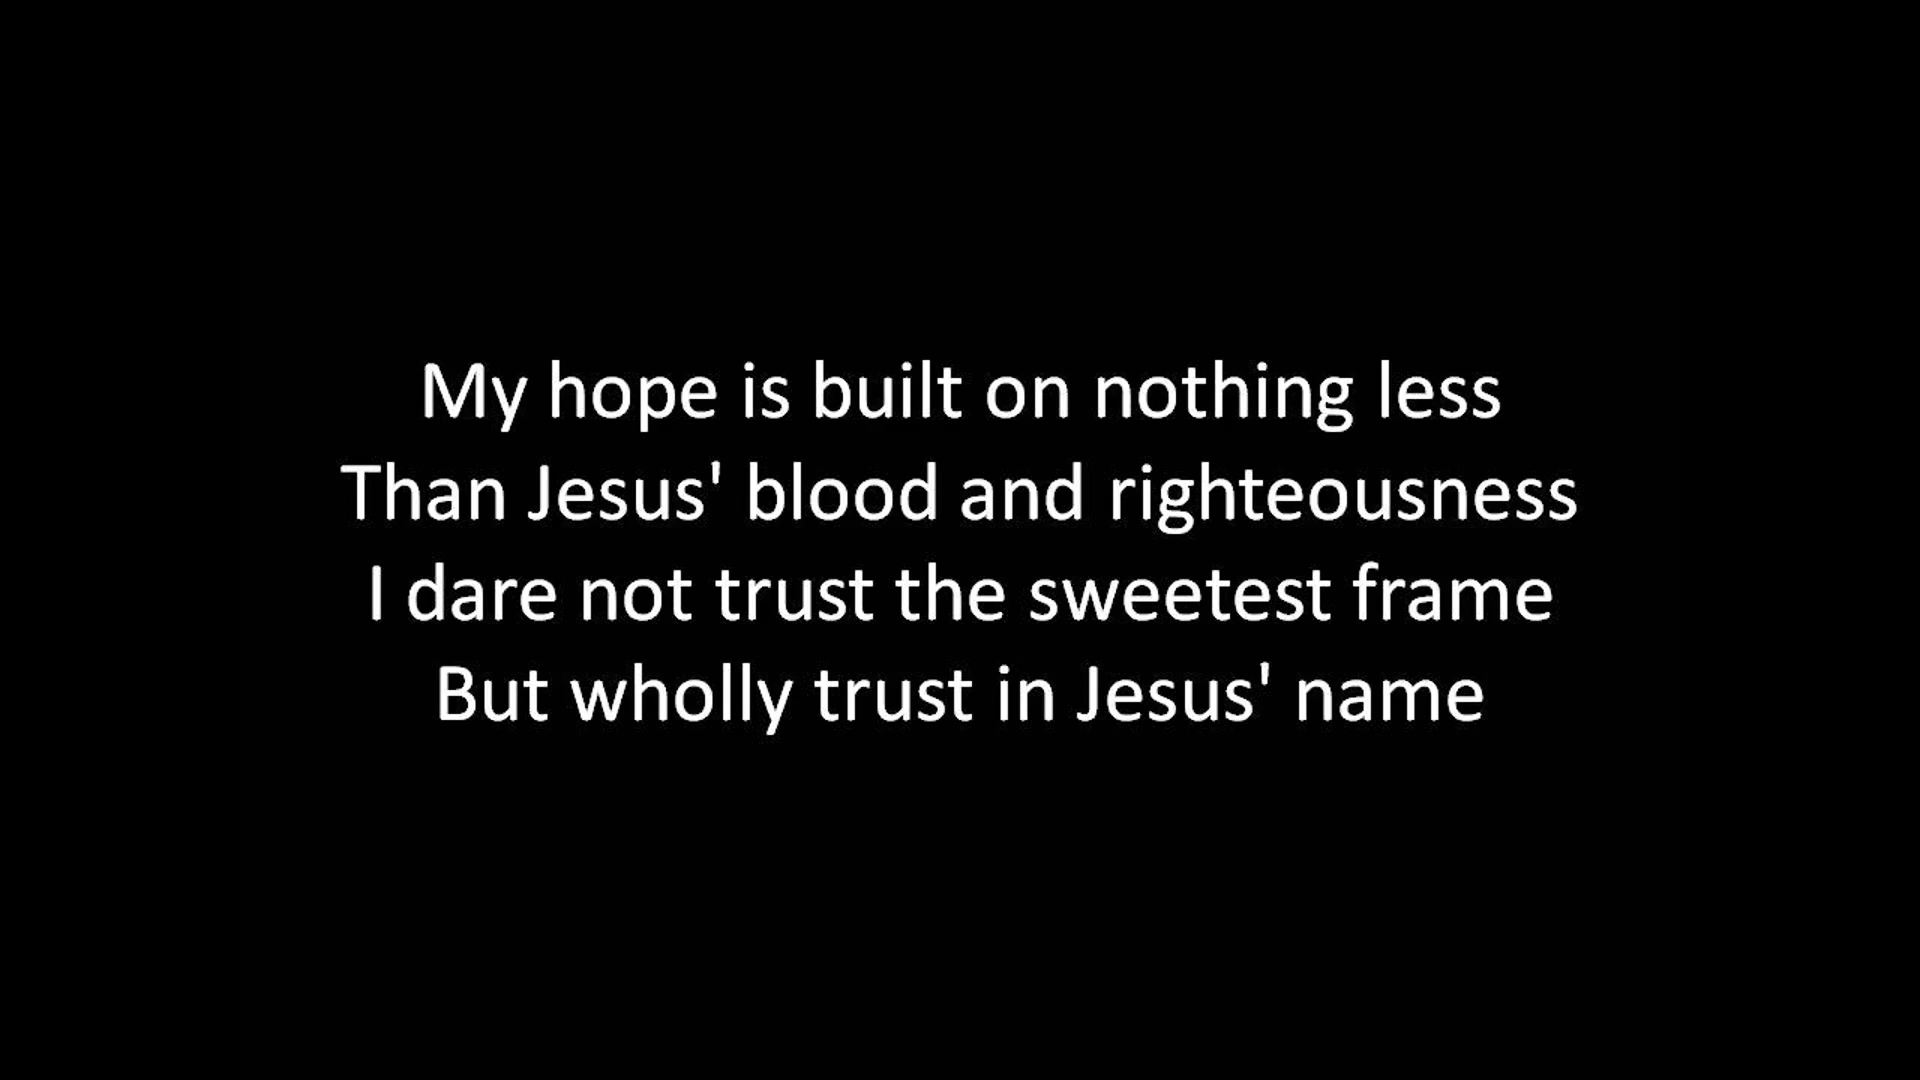 My hope is built on nothing less
Than Jesus' blood and righteousness
I dare not trust the sweetest frame
But wholly trust in Jesus' name